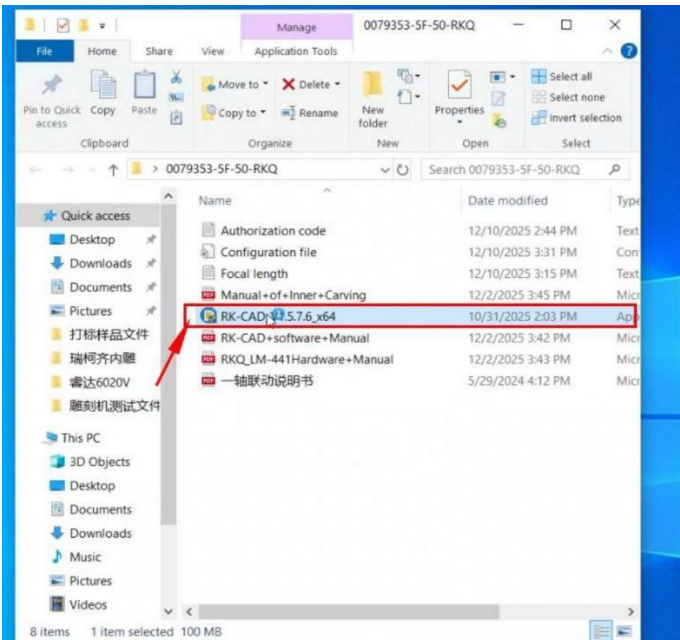 Manage
0079353-5F-50-RKQ
File
Home
Share
View
Application Tools
Pin to Quick access
Copy
Paste
Move to
Delete
Copy to
Rename
New folder
Properties
Select all
Select none
Invert selection
Clipboard
Organize
New
Open
Select
0079353-5F-50-RKQ
Search 0079353-5F-50-RKQ
Name
Date modified
Type
Quick access
Desktop
Downloads
Documents
Pictures
打标样品文件
瑞柯齐内雕
睿达6020V
雕刻机测试文件
This PC
3D Objects
Desktop
Documents
Downloads
Music
Pictures
Videos
Authorization code 12/10/2025 2:44 PM Text
Configuration file 12/10/2025 3:31 PM Con
Focal length 12/10/2025 3:15 PM Text
Manual+of+Inner+Carving 12/2/2025 3:45 PM Micr
RK-CAD 5.7.6_x64 10/31/2025 2:03 PM App
RK-CAD+software+Manual 12/2/2025 3:42 PM Micr
RKQ_LM-441Hardware+Manual 12/2/2025 3:43 PM Micr
一轴联动说明书 5/29/2024 4:12 PM Micr
8 items 1 item selected 100 MB